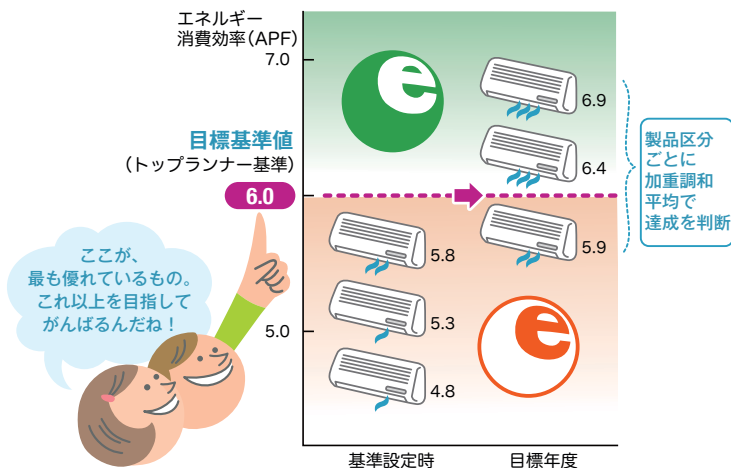 エネルギー
消費効率(APF)
7.0
目標基準値
(トップランナー基準)
6.0
5.0
ここが、
最も優れているもの。
これ以上を目指して
がんばるんだね！
e
6.9
6.4
5.9
5.8
5.3
4.8
e
製品区分
ごとに
加重調和
平均で
達成を判断
基準設定時
目標年度